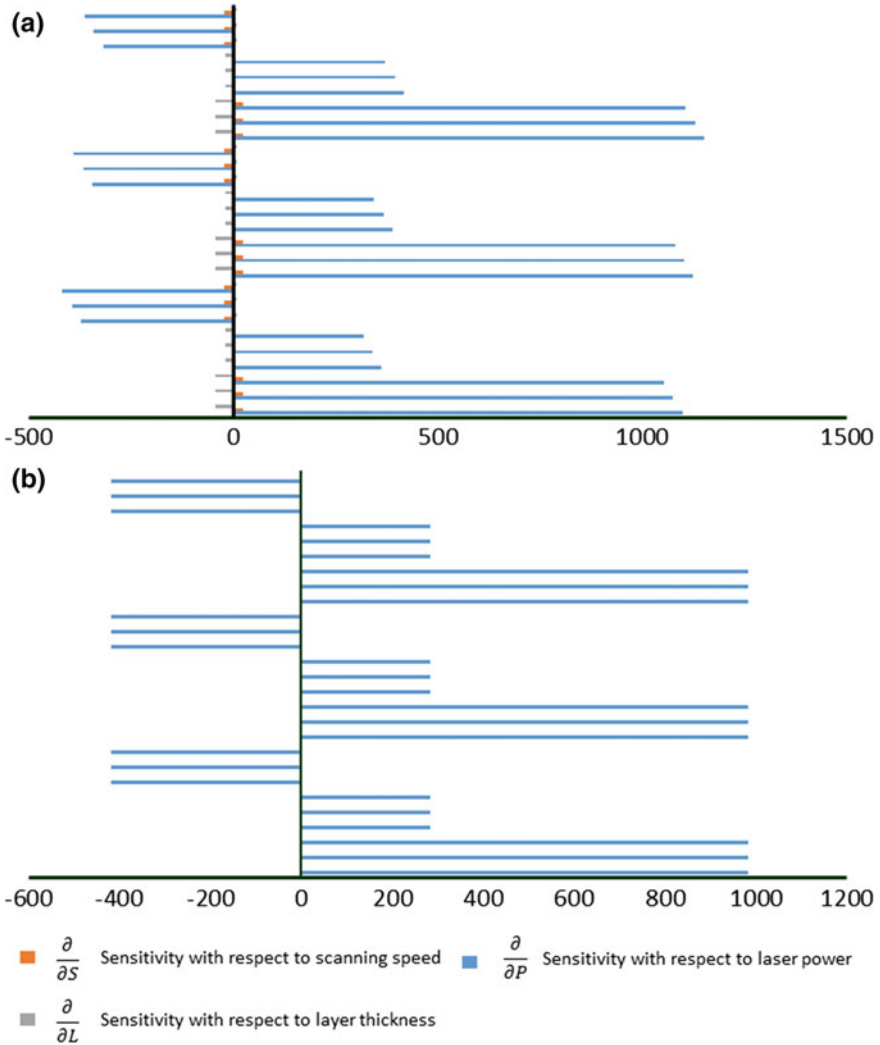 (a)
-500 0 500 1000 1500
(b)
-600 -400 -200 0 200 400 600 800 1000 1200
∂/∂S Sensitivity with respect to scanning speed
∂/∂P Sensitivity with respect to laser power
∂/∂L Sensitivity with respect to layer thickness